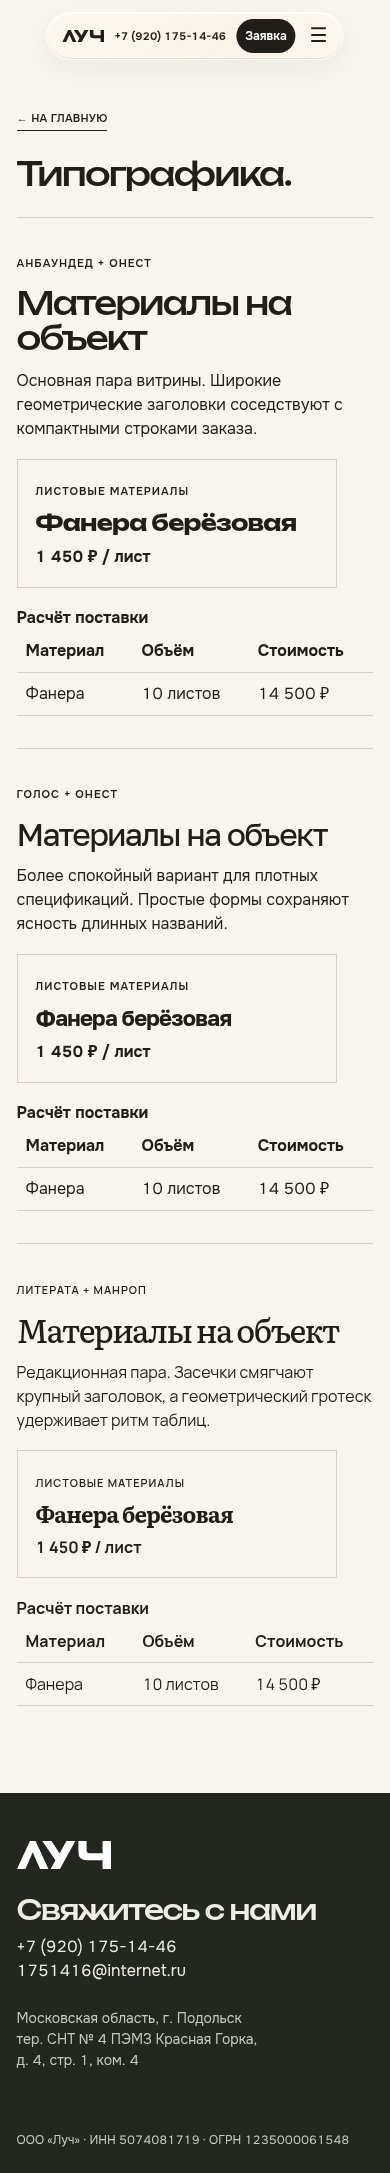 ЛУЧ +7 (920) 175-14-46 Заявка ☰
← НА ГЛАВНУЮ
Типографика.
АНБАУНДЕД + ОНЕСТ
Материалы на
объект
Основная пара витрины. Широкие
геометрические заголовки соседствуют с
компактными строками заказа.
ЛИСТОВЫЕ МАТЕРИАЛЫ
Фанера берёзовая
1 450 ₽ / лист
Расчёт поставки
Материал Объём Стоимость
Фанера 10 листов 14 500 ₽
ГОЛОС + ОНЕСТ
Материалы на объект
Более спокойный вариант для плотных
спецификаций. Простые формы сохраняют
ясность длинных названий.
ЛИСТОВЫЕ МАТЕРИАЛЫ
Фанера берёзовая
1 450 ₽ / лист
Расчёт поставки
Материал Объём Стоимость
Фанера 10 листов 14 500 ₽
ЛИТЕРАТА + МАНРОП
Материалы на объект
Редакционная пара. Засечки смягчают
крупный заголовок, а геометрический гротеск
удерживает ритм таблиц.
ЛИСТОВЫЕ МАТЕРИАЛЫ
Фанера берёзовая
1 450 ₽ / лист
Расчёт поставки
Материал Объём Стоимость
Фанера 10 листов 14 500 ₽
ЛУЧ
Свяжитесь с нами
+7 (920) 175-14-46
1751416@internet.ru
Московская область, г. Подольск
тер. СНТ № 4 ПЭМЗ Красная Горка,
д. 4, стр. 1, ком. 4
ООО «Луч» · ИНН 5074081719 · ОГРН 1235000061548